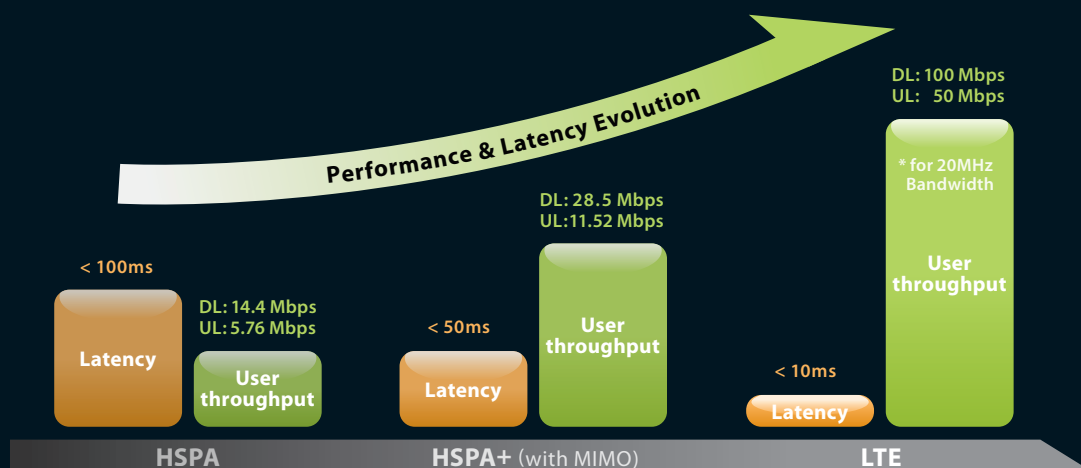 Performance & Latency Evolution
DL: 100 Mbps
UL: 50 Mbps
* for 20MHz
Bandwidth
User
throughput
DL: 28.5 Mbps
UL:11.52 Mbps
User
throughput
< 100ms
Latency
DL: 14.4 Mbps
UL: 5.76 Mbps
User
throughput
< 50ms
Latency
< 10ms
Latency
HSPA
HSPA+ (with MIMO)
LTE